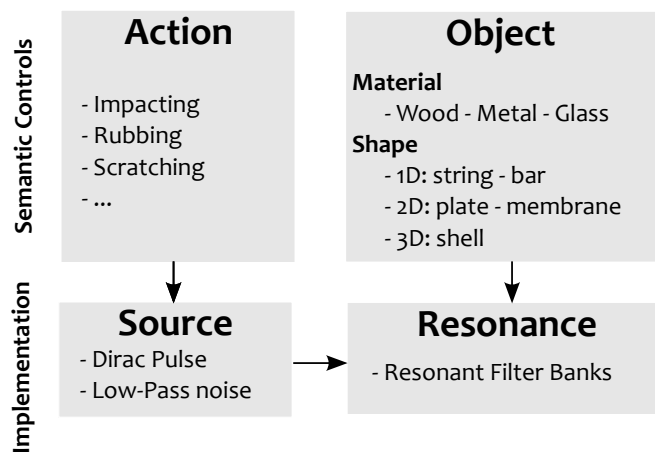 Semantic Controls
Action
- Impacting
- Rubbing
- Scratching
- ...
Object
Material
- Wood - Metal - Glass
Shape
- 1D: string - bar
- 2D: plate - membrane
- 3D: shell
Implementation
Source
- Dirac Pulse
- Low-Pass noise
Resonance
- Resonant Filter Banks